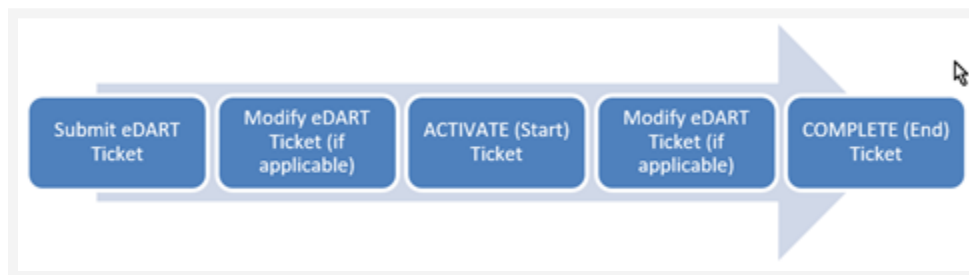 Submit eDART
Ticket
Modify eDART
Ticket (if
applicable)
ACTIVATE (Start)
Ticket
Modify eDART
Ticket (if
applicable)
COMPLETE (End)
Ticket